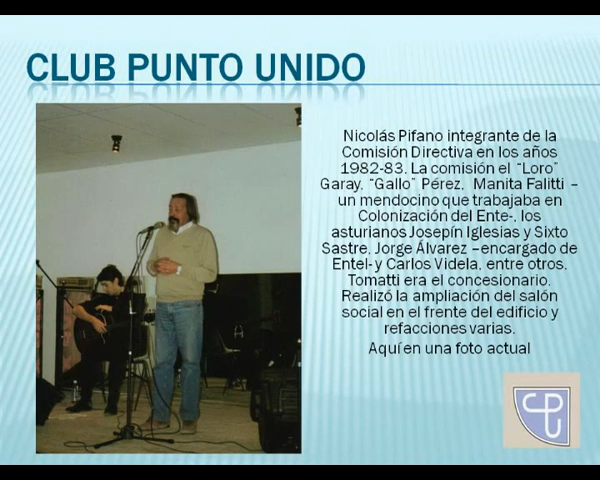 CLUB PUNTO UNIDO
Nicolás Pifano integrante de la
Comisión Directiva en los años
1982-83. La comisión el “Loro”
Garay, “Gallo” Pérez, Manita Falitti –
un mendocino que trabajaba en
Colonización del Ente-, los
asturianos Josepín Iglesias y Sixto
Sastre, Jorge Álvarez –encargado de
Entel- y Carlos Videla, entre otros.
Tomatti era el concesionario.
Realizó la ampliación del salón
social en el frente del edificio y
refacciones varias.
Aquí en una foto actual
CPU